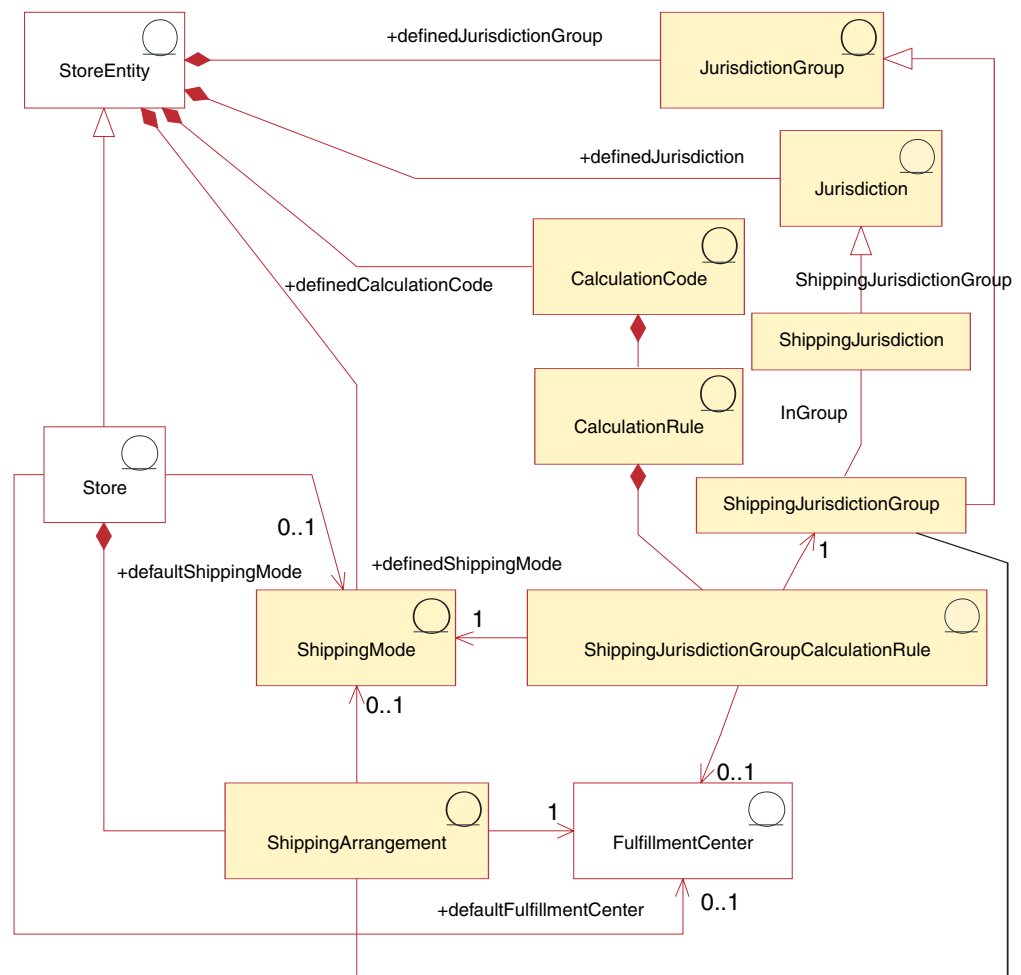 +definedJurisdictionGroup
StoreEntity
JurisdictionGroup
+definedJurisdiction
Jurisdiction
CalculationCode
ShippingJurisdictionGroup
+definedCalculationCode
ShippingJurisdiction
InGroup
CalculationRule
Store
ShippingJurisdictionGroup
0..1
1
+defaultShippingMode
+definedShippingMode
1
ShippingMode
ShippingJurisdictionGroupCalculationRule
0..1
0..1
1
ShippingArrangement
FulfillmentCenter
+defaultFulfillmentCenter
0..1